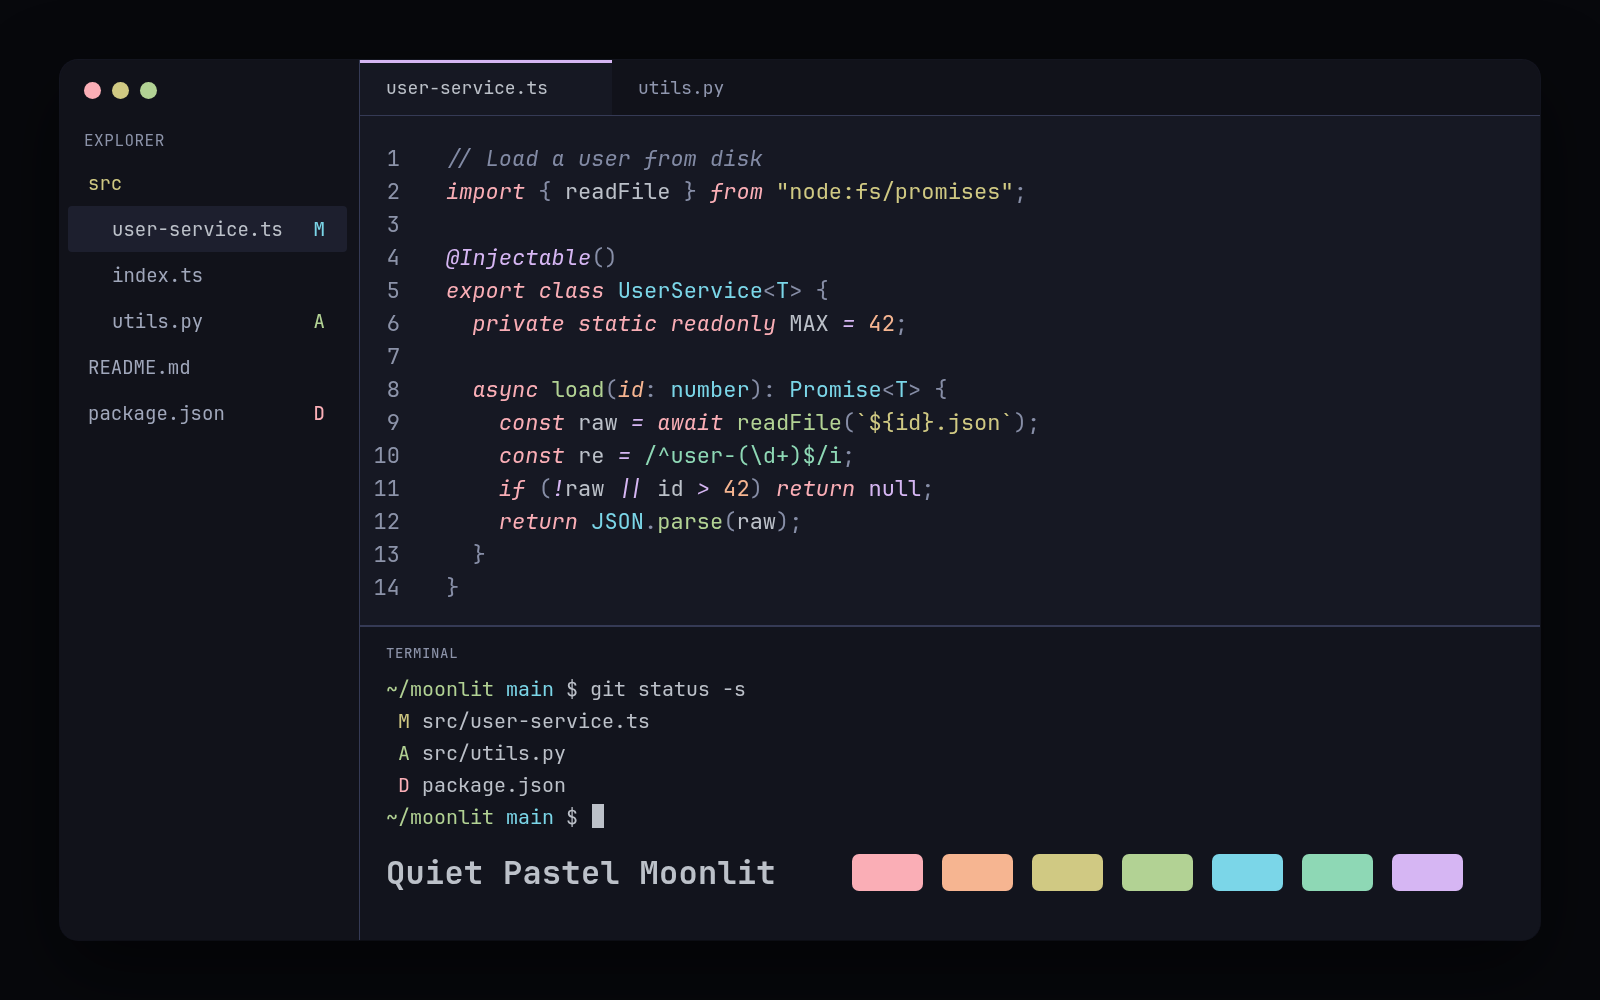 EXPLORER
src
user-service.ts M
index.ts
utils.py A
README.md
package.json D
user-service.ts utils.py
1 // Load a user from disk
2 import { readFile } from "node:fs/promises";
3
4 @Injectable()
5 export class UserService<T> {
6   private static readonly MAX = 42;
7
8   async load(id: number): Promise<T> {
9     const raw = await readFile(`${id}.json`);
10     const re = /^user-(\d+)$/i;
11     if (!raw || id > 42) return null;
12     return JSON.parse(raw);
13   }
14 }
TERMINAL
~/moonlit main $ git status -s
M src/user-service.ts
A src/utils.py
D package.json
~/moonlit main $
Quiet Pastel Moonlit